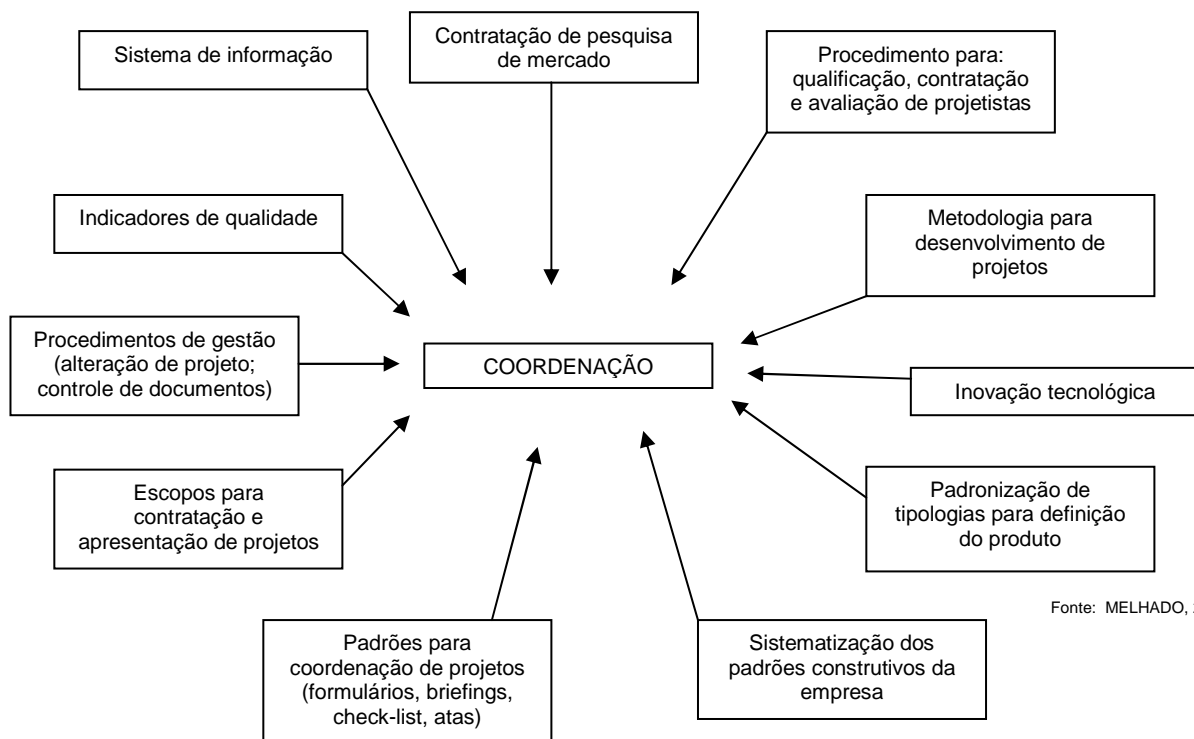 Sistema de informação
Contratação de pesquisa
de mercado
Procedimento para:
qualificação, contratação
e avaliação de projetistas
Indicadores de qualidade
Metodologia para
desenvolvimento de
projetos
Procedimentos de gestão
(alteração de projeto;
controle de documentos)
COORDENAÇÃO
Inovação tecnológica
Escopos para
contratação e
apresentação de projetos
Padronização de
tipologias para definição
do produto
Fonte: MELHADO,
Padrões para
coordenação de projetos
(formulários, briefings,
check-list, atas)
Sistematização dos
padrões construtivos da
empresa